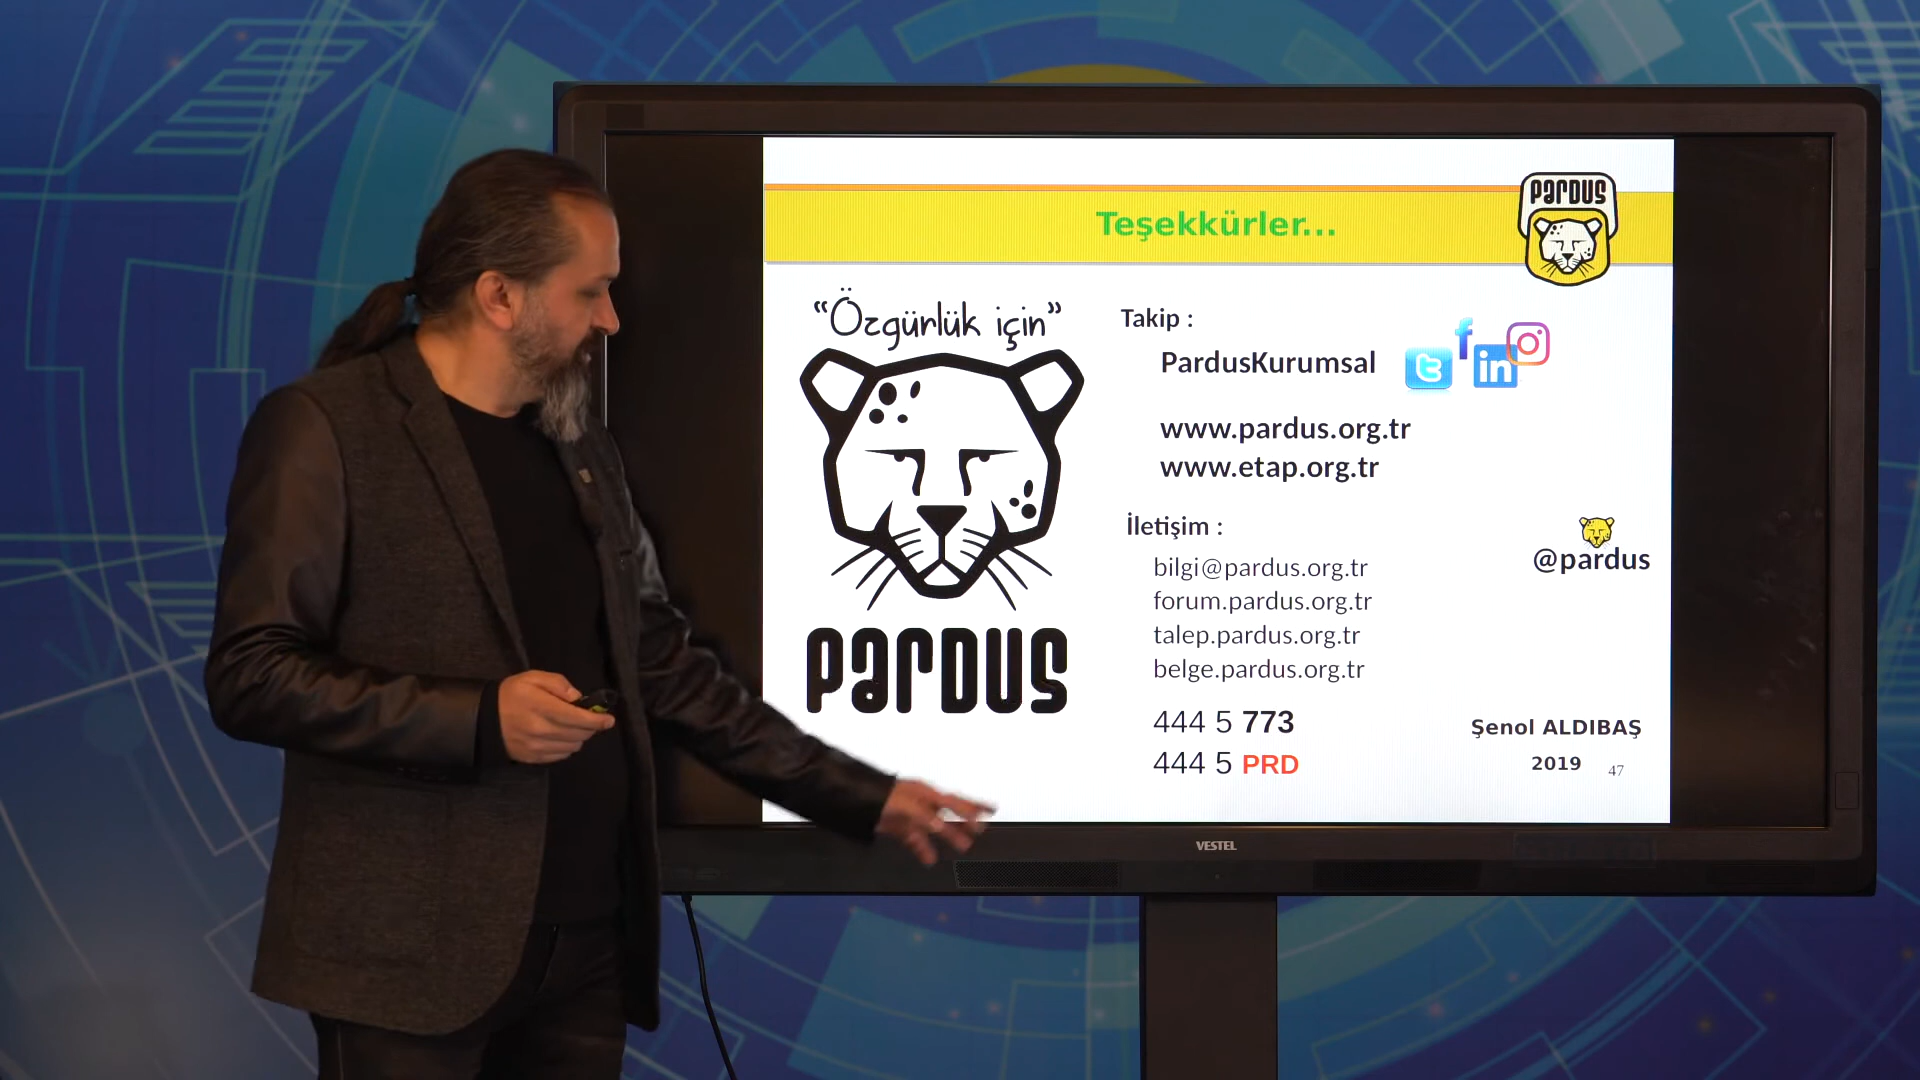 Teşekkürler...
PARDUS
“Özgürlük için”
PARDUS
Takip :
PardusKurumsal
www.pardus.org.tr
www.etap.org.tr
İletişim :
bilgi@pardus.org.tr
forum.pardus.org.tr
talep.pardus.org.tr
belge.pardus.org.tr
@pardus
444 5 773
444 5 PRD
Şenol ALDIBAŞ
2019
47
VESTEL